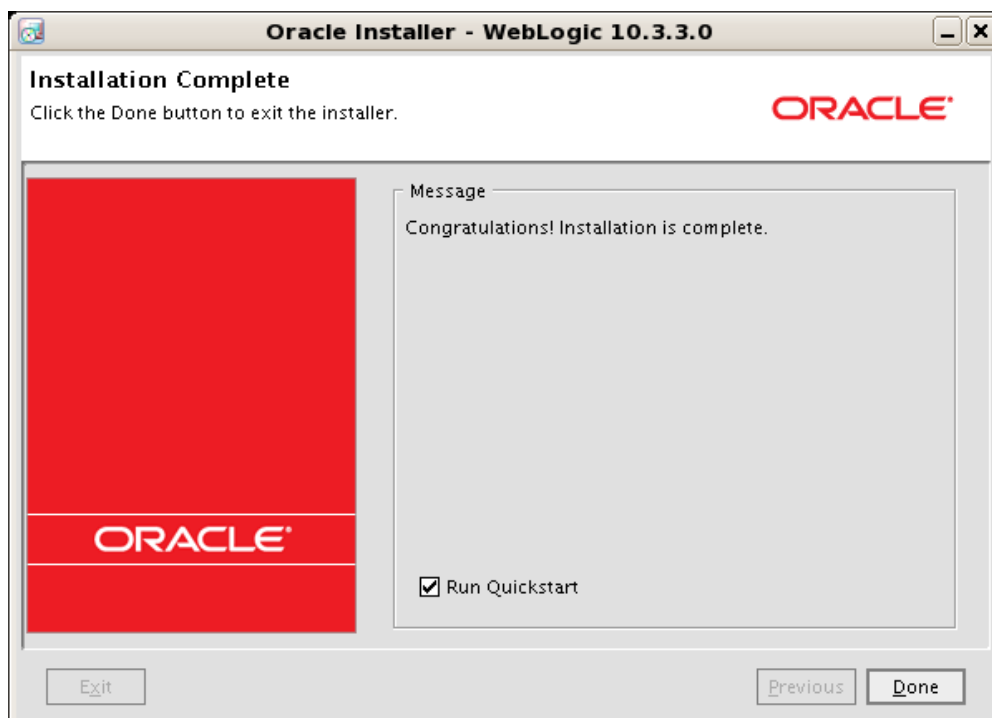 Oracle Installer - WebLogic 10.3.3.0
Installation Complete
Click the Done button to exit the installer.
ORACLE
Message
Congratulations! Installation is complete.
ORACLE
Run Quickstart
Exit
Previous
Done